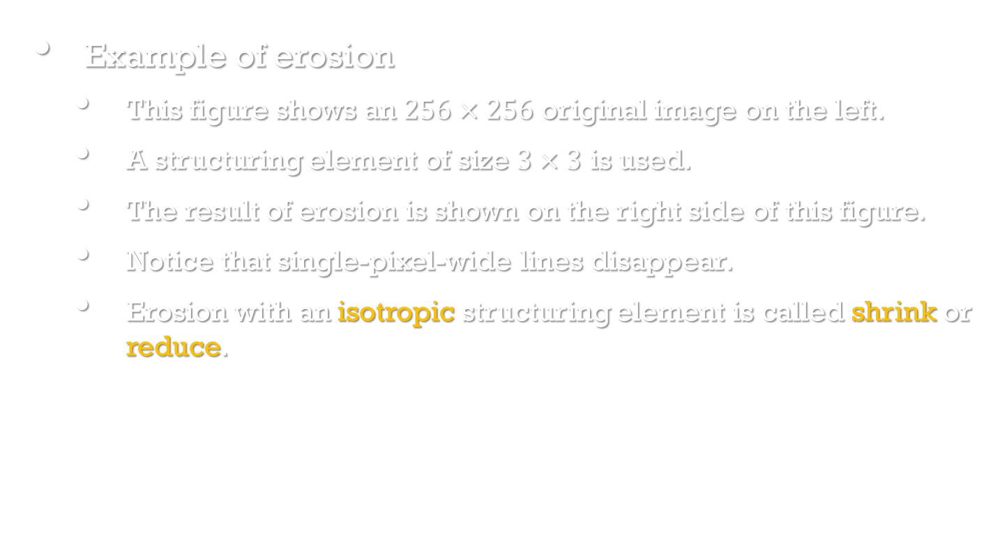 • Example of erosion
• This figure shows an 256 × 256 original image on the left.
• A structuring element of size 3 × 3 is used.
• The result of erosion is shown on the right side of this figure.
• Notice that single-pixel-wide lines disappear.
• Erosion with an isotropic structuring element is called shrink or
reduce.